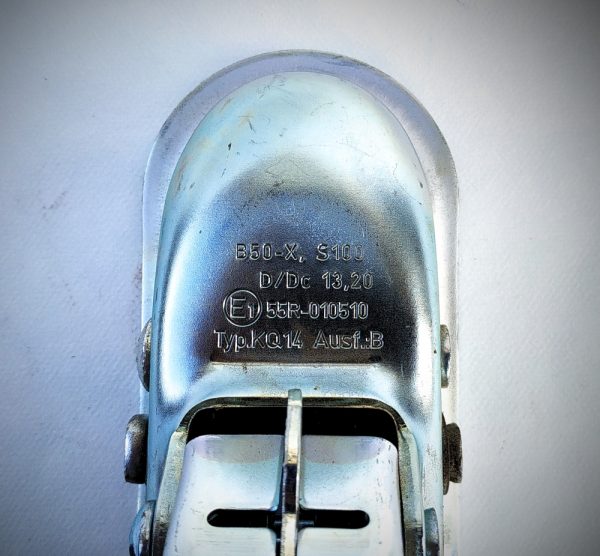 B50-X, S100
D/Dc 13,20
E1 55R-010510
Typ.KQ14 Ausf.:B